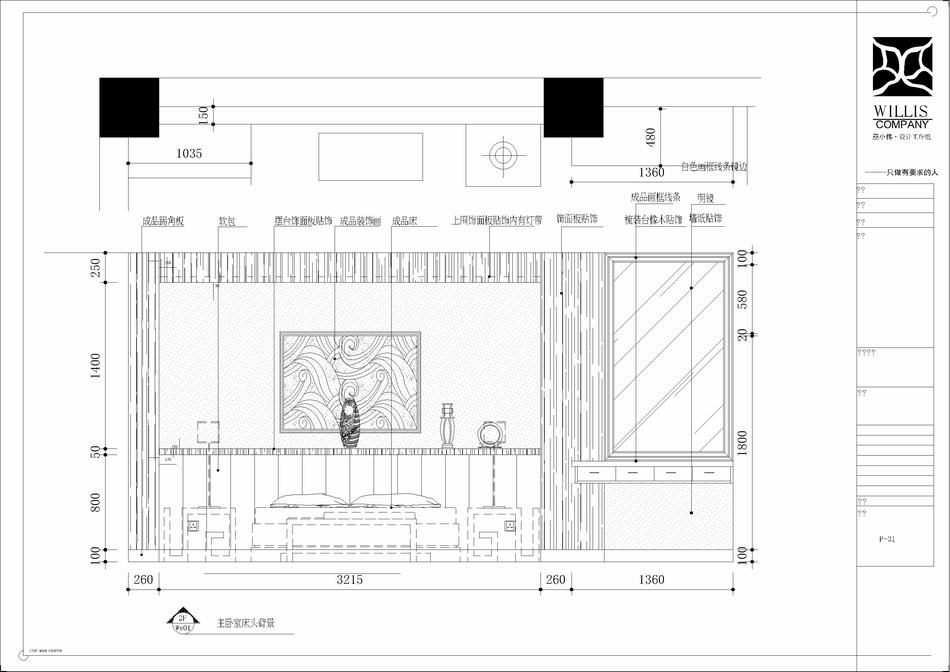 WILLIS
COMPANY
巫小伟·设计工作组
——只做有要求的人
??
??
??
??
????
??
??
??
P-31
150
1035
480
1360
白色画框线条镜边
成品踢角板
软包
摆台饰面板贴饰
成品装饰画
成品床
上周饰面板贴饰内有灯带
饰面板贴饰
成品画框线条
梳装台橡木贴饰
明镜
墙纸贴饰
250
1400
50
800
100
100
580
20
1800
100
260
3215
260
1360
2F
主卧室床头背景